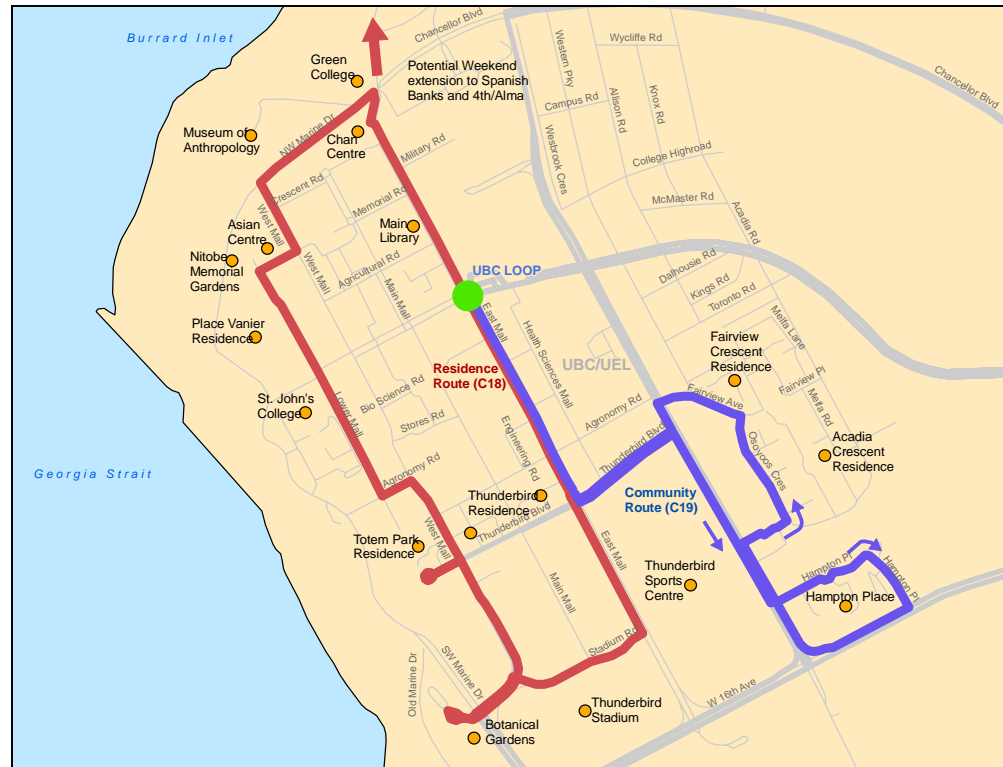 Burrard Inlet
Green
College
Chancellor Blvd
Potential Weekend
extension to Spanish
Banks and 4th/Alma
Western Pky
Wycliffe Rd
Campus Rd
Allison Rd
Knox Rd
Chancellor Blvd
Wesbrook Cres
College Highroad
McMaster Rd
Acadia Rd
Museum of
Anthropology
NW Marine Dr
Chan
Centre
Military Rd
Crescent Rd
Memorial Rd
West Mall
Asian
Centre
Main
Library
Nitobe
Memorial
Gardens
West Mall
Agricultural Rd
Main Mall
UBC LOOP
East Mall
Dalhousie Rd
Kings Rd
Toronto Rd
Melfa Lane
Place Vanier
Residence
Health Sciences Mall
UBC/UEL
Fairview
Crescent
Residence
Residence
Route (C18)
Fairview Pl
Fairview Ave
Melfa Rd
Bio Science Rd
St. John's
College
Lower Mall
Stores Rd
Agronomy Rd
Engineering Rd
Thunderbird Blvd
Osoyoos Cres
Acadia
Crescent
Residence
Georgia Strait
Agronomy Rd
Thunderbird
Residence
Community
Route (C19)
West Mall
Thunderbird Blvd
Totem Park
Residence
East Mall
Main Mall
Thunderbird
Sports
Centre
Hampton Pl
Hampton Pl
Hampton Place
Stadium Rd
SW Marine Dr
Old Marine Dr
W 16th Ave
Thunderbird
Stadium
Botanical
Gardens